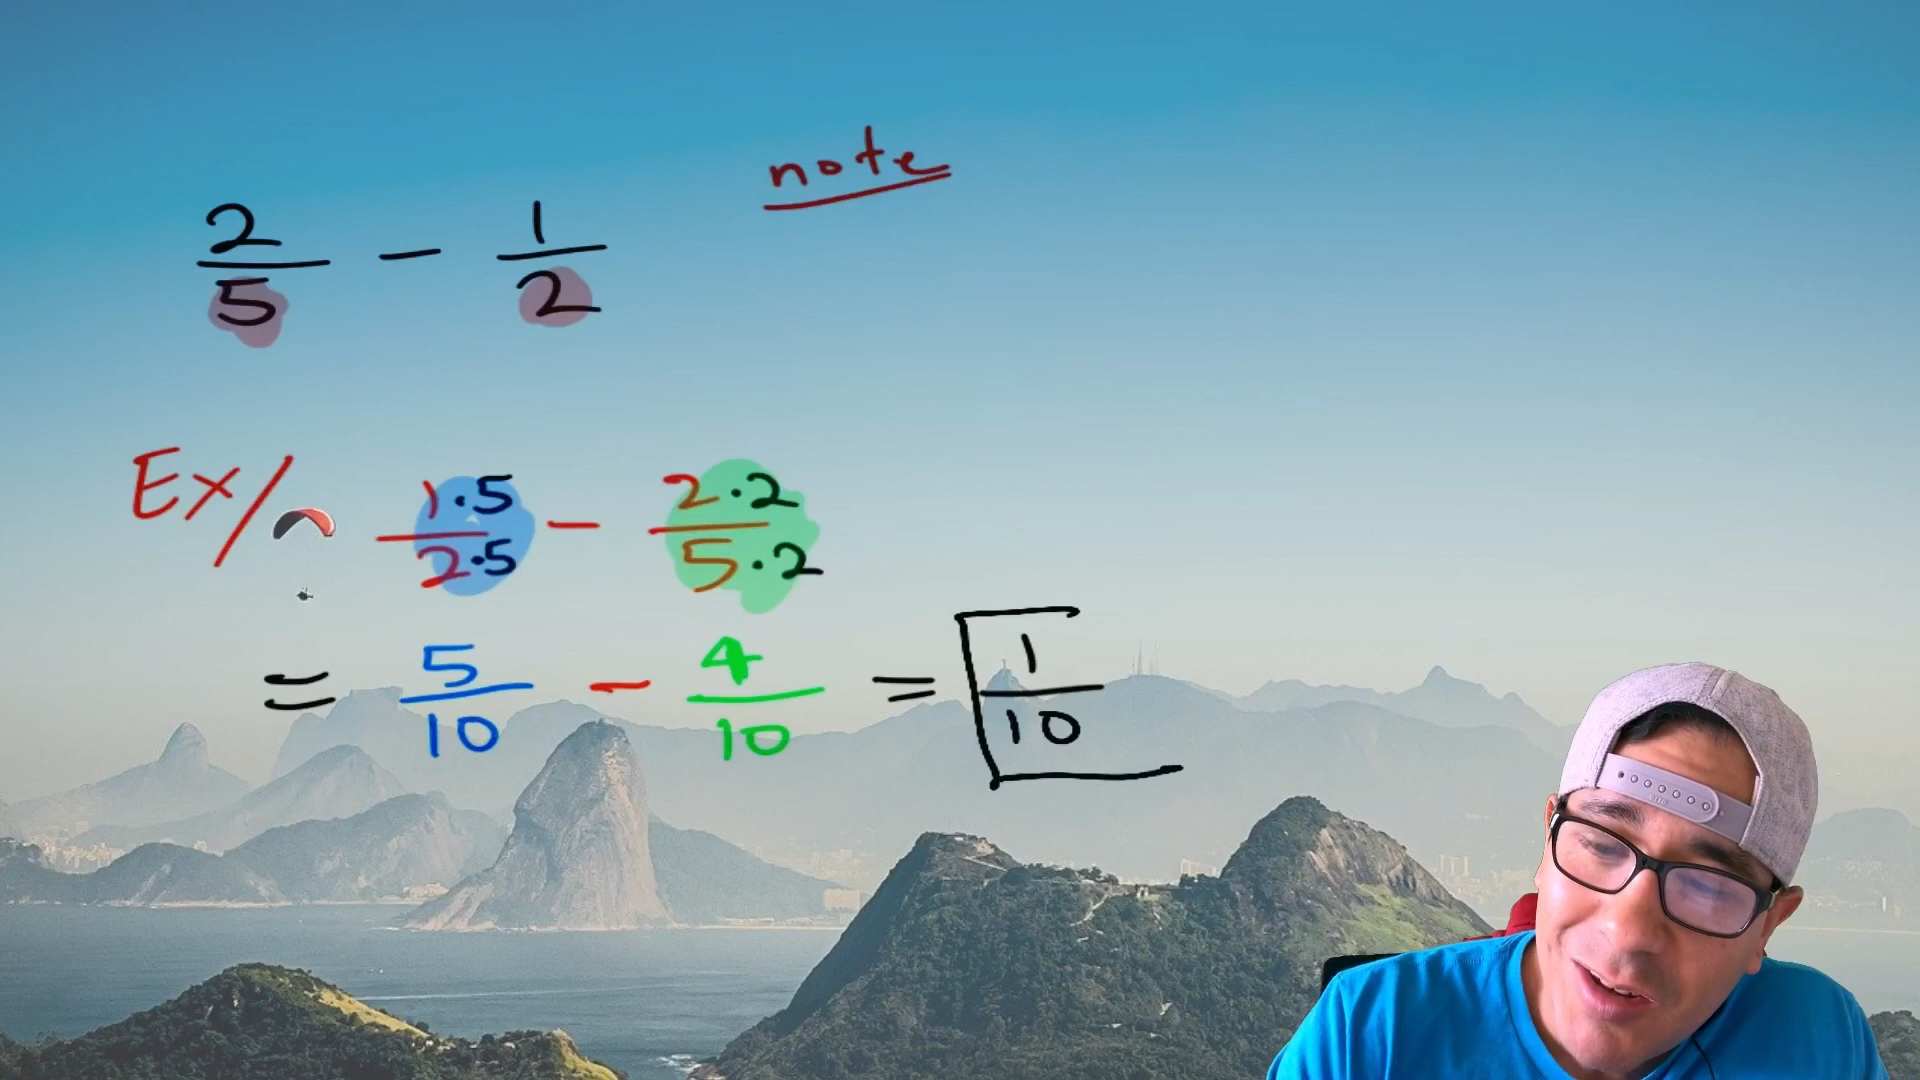 note
2/5 - 1/2
Ex/ 1·5/2·5 - 2·2/5·2
= 5/10 - 4/10 = 1/10